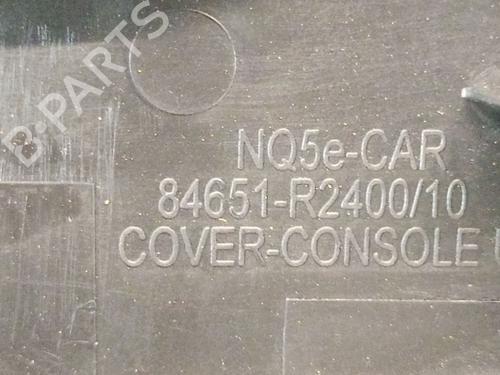 B-PARTS
NQ5e-CAR
84651-R2400/10
COVER-CONSOLE